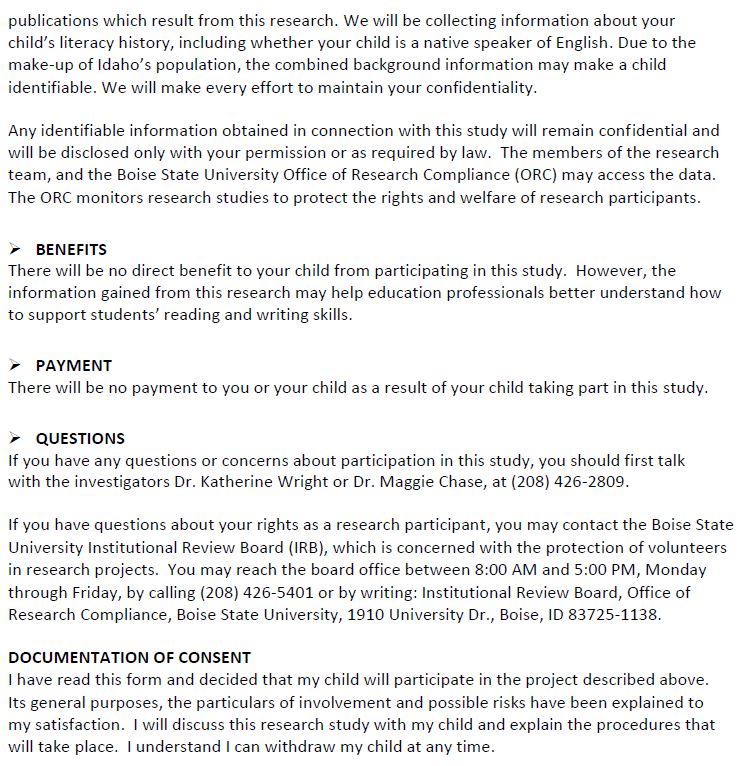 publications which result from this research. We will be collecting information about your
child's literacy history, including whether your child is a native speaker of English. Due to the
make-up of Idaho's population, the combined background information may make a child
identifiable. We will make every effort to maintain your confidentiality.
Any identifiable information obtained in connection with this study will remain confidential and
will be disclosed only with your permission or as required by law.  The members of the research
team, and the Boise State University Office of Research Compliance (ORC) may access the data.
The ORC monitors research studies to protect the rights and welfare of research participants.
➢ BENEFITS
There will be no direct benefit to your child from participating in this study.  However, the
information gained from this research may help education professionals better understand how
to support students' reading and writing skills.
➢ PAYMENT
There will be no payment to you or your child as a result of your child taking part in this study.
➢ QUESTIONS
If you have any questions or concerns about participation in this study, you should first talk
with the investigators Dr. Katherine Wright or Dr. Maggie Chase, at (208) 426-2809.
If you have questions about your rights as a research participant, you may contact the Boise State
University Institutional Review Board (IRB), which is concerned with the protection of volunteers
in research projects.  You may reach the board office between 8:00 AM and 5:00 PM, Monday
through Friday, by calling (208) 426-5401 or by writing: Institutional Review Board, Office of
Research Compliance, Boise State University, 1910 University Dr., Boise, ID 83725-1138.
DOCUMENTATION OF CONSENT
I have read this form and decided that my child will participate in the project described above.
Its general purposes, the particulars of involvement and possible risks have been explained to
my satisfaction.  I will discuss this research study with my child and explain the procedures that
will take place.  I understand I can withdraw my child at any time.